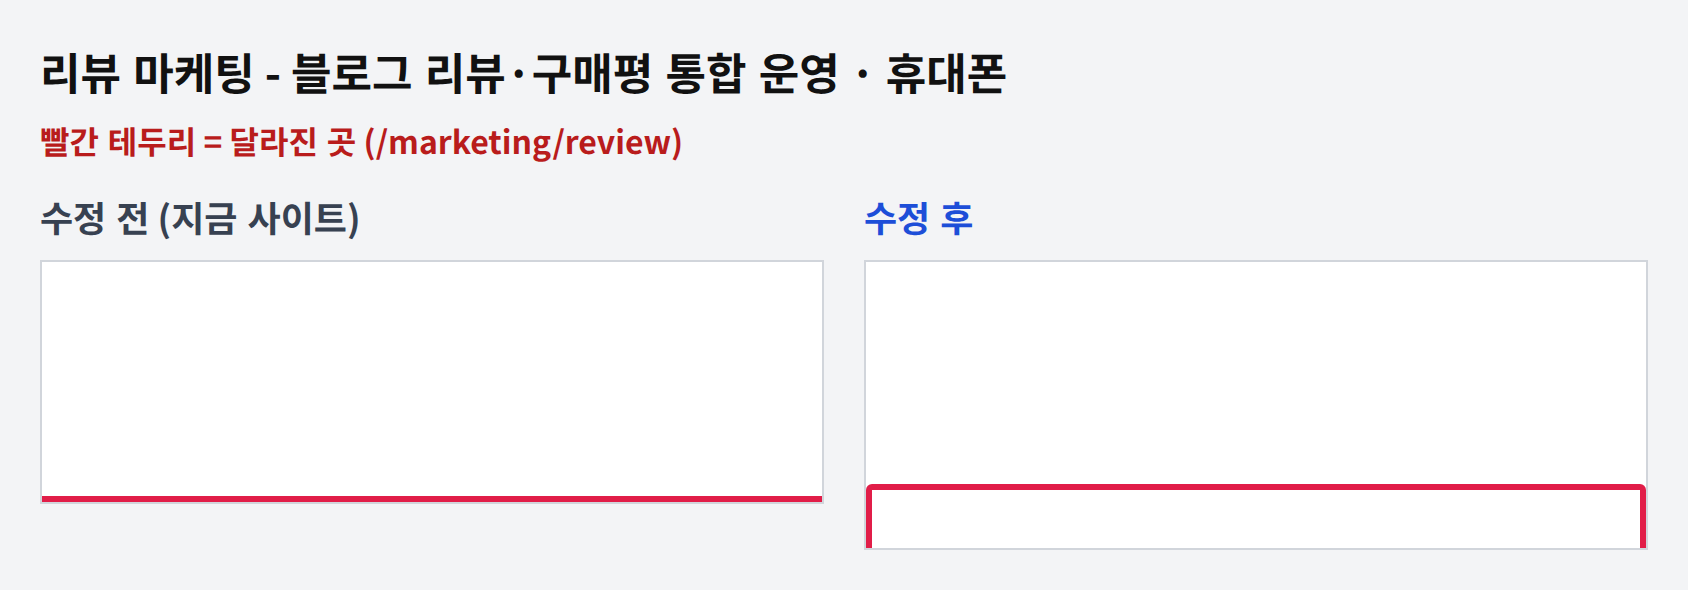 리뷰 마케팅 - 블로그 리뷰·구매평 통합 운영 · 휴대폰
빨간 테두리 = 달라진 곳 (/marketing/review)
수정 전 (지금 사이트)
수정 후